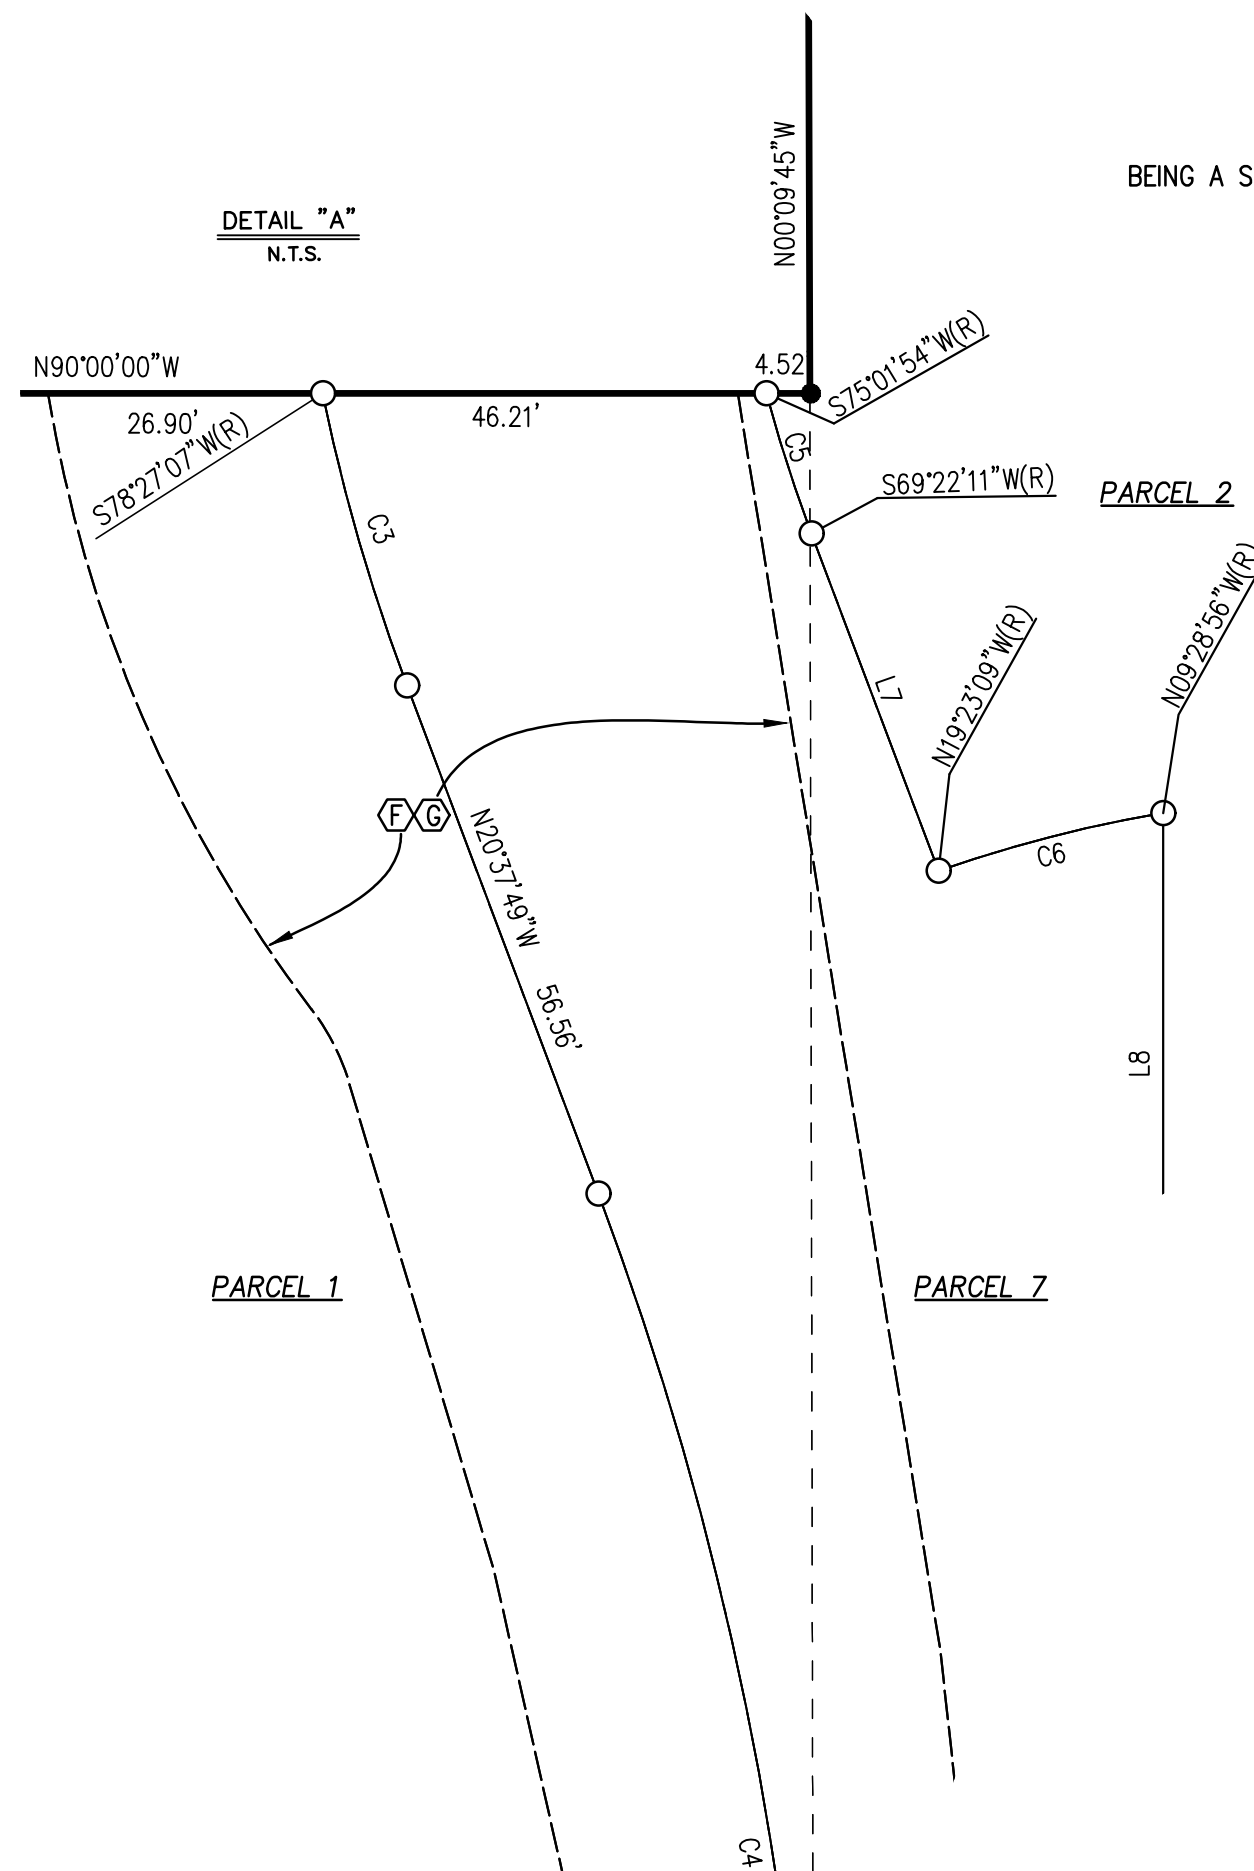 N00°09'45"W
BEING A S
DETAIL "A"
N.T.S.
N90°00'00"W
4.52
S75°01'54"W(R)
26.90'
46.21'
S78°27'07"W(R)
C5
S69°22'11"W(R)
PARCEL 2
C3
N09°28'56"W(R)
N19°23'09"W(R)
L7
F G
N20°37'49"W
56.56'
C6
L8
PARCEL 1
PARCEL 7
C4